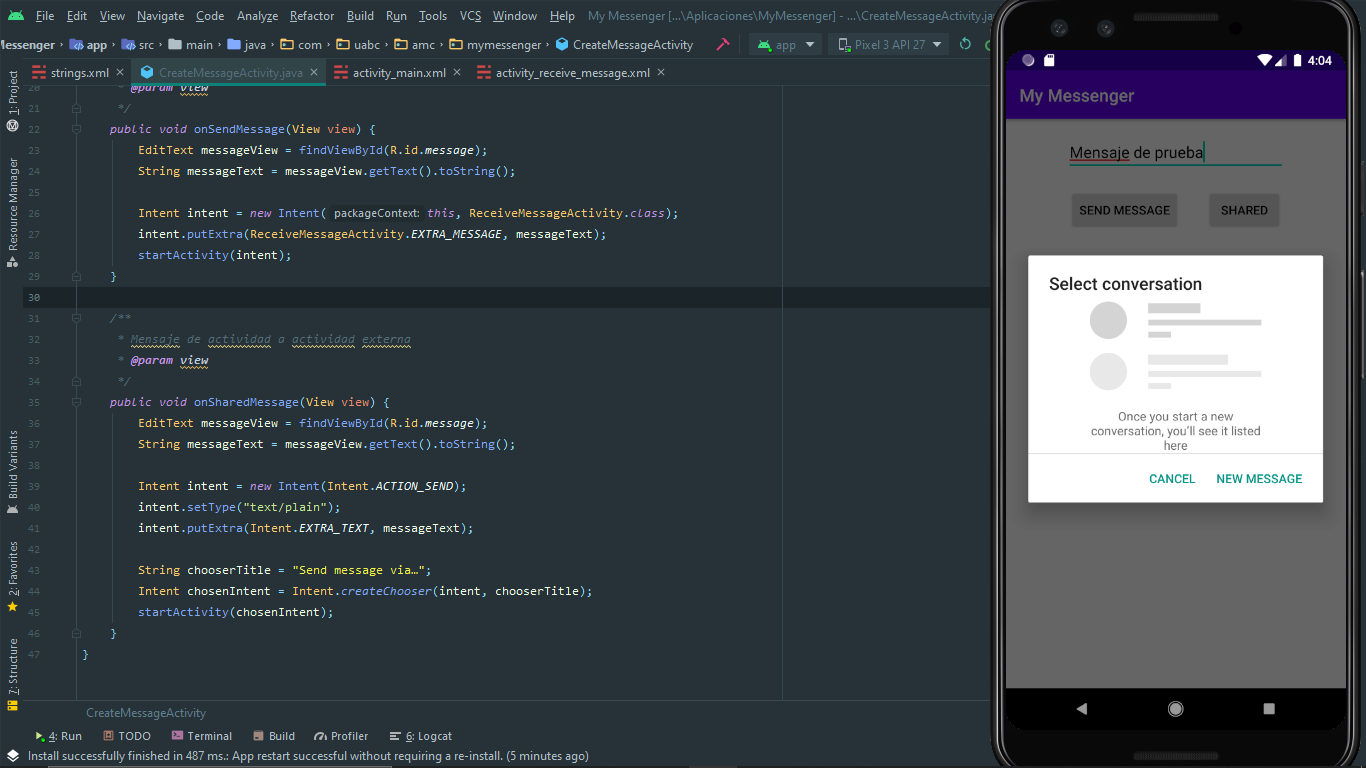 File Edit View Navigate Code Analyze Refactor Build Run Tools VCS Window Help My Messenger [...\Aplicaciones\MyMessenger] - ...\CreateMessageActivity.ja
lessenger app src main java com uabc amc mymessenger CreateMessageActivity app Pixel 3 API 27
strings.xml CreateMessageActivity.java activity_main.xml activity_receive_message.xml
1: Project
Resource Manager
Build Variants
2: Favorites
7: Structure
20 * @param view
21 */
22 public void onSendMessage(View view) {
23 EditText messageView = findViewById(R.id.message);
24 String messageText = messageView.getText().toString();
25
26 Intent intent = new Intent( packageContext: this, ReceiveMessageActivity.class);
27 intent.putExtra(ReceiveMessageActivity.EXTRA_MESSAGE, messageText);
28 startActivity(intent);
29 }
30
31 /**
32 * Mensaje de actividad a actividad externa
33 * @param view
34 */
35 public void onSharedMessage(View view) {
36 EditText messageView = findViewById(R.id.message);
37 String messageText = messageView.getText().toString();
38
39 Intent intent = new Intent(Intent.ACTION_SEND);
40 intent.setType("text/plain");
41 intent.putExtra(Intent.EXTRA_TEXT, messageText);
42
43 String chooserTitle = "Send message via…";
44 Intent chosenIntent = Intent.createChooser(intent, chooserTitle);
45 startActivity(chosenIntent);
46 }
47 }
CreateMessageActivity
4: Run TODO Terminal Build Profiler 6: Logcat
Install successfully finished in 487 ms.: App restart successful without requiring a re-install. (5 minutes ago)
4:04
My Messenger
Mensaje de prueba
SEND MESSAGE SHARED
Select conversation
Once you start a new
conversation, you'll see it listed
here
CANCEL NEW MESSAGE